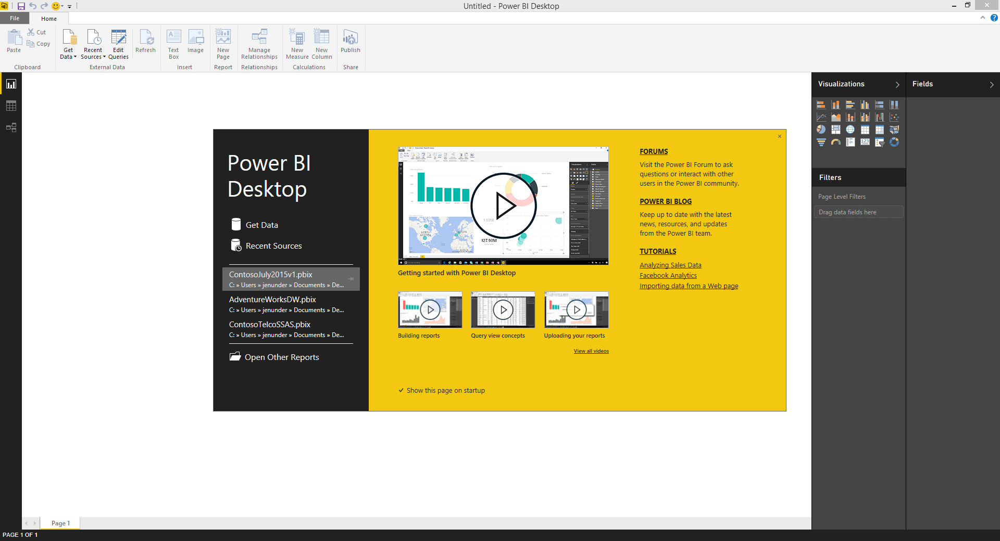 Untitled - Power BI Desktop
File
Home
Paste
Cut
Copy
Clipboard
Get
Data
Recent
Sources
Edit
Queries
Refresh
External Data
Text
Box
Image
Insert
New
Page
Report
Manage
Relationships
Relationships
New
Measure
New
Column
Calculations
Publish
Share
Power BI
Desktop
Get Data
Recent Sources
ContosoJuly2015v1.pbix
C: » Users » jenunder » Documents » De...
AdventureWorksDW.pbix
C: » Users » jenunder » Documents » De...
ContosoTelcoSSAS.pbix
C: » Users » jenunder » Documents » De...
Open Other Reports
1.13M
127.93M
Getting started with Power BI Desktop
Building reports
Query view concepts
Uploading your reports
View all videos
Show this page on startup
FORUMS
Visit the Power BI Forum to ask
questions or interact with other
users in the Power BI community.
POWER BI BLOG
Keep up to date with the latest
news, resources, and updates
from the Power BI team.
TUTORIALS
Analyzing Sales Data
Facebook Analytics
Importing data from a Web page
Visualizations
123
Filters
Page Level Filters
Drag data fields here
Fields
Page 1
PAGE 1 OF 1